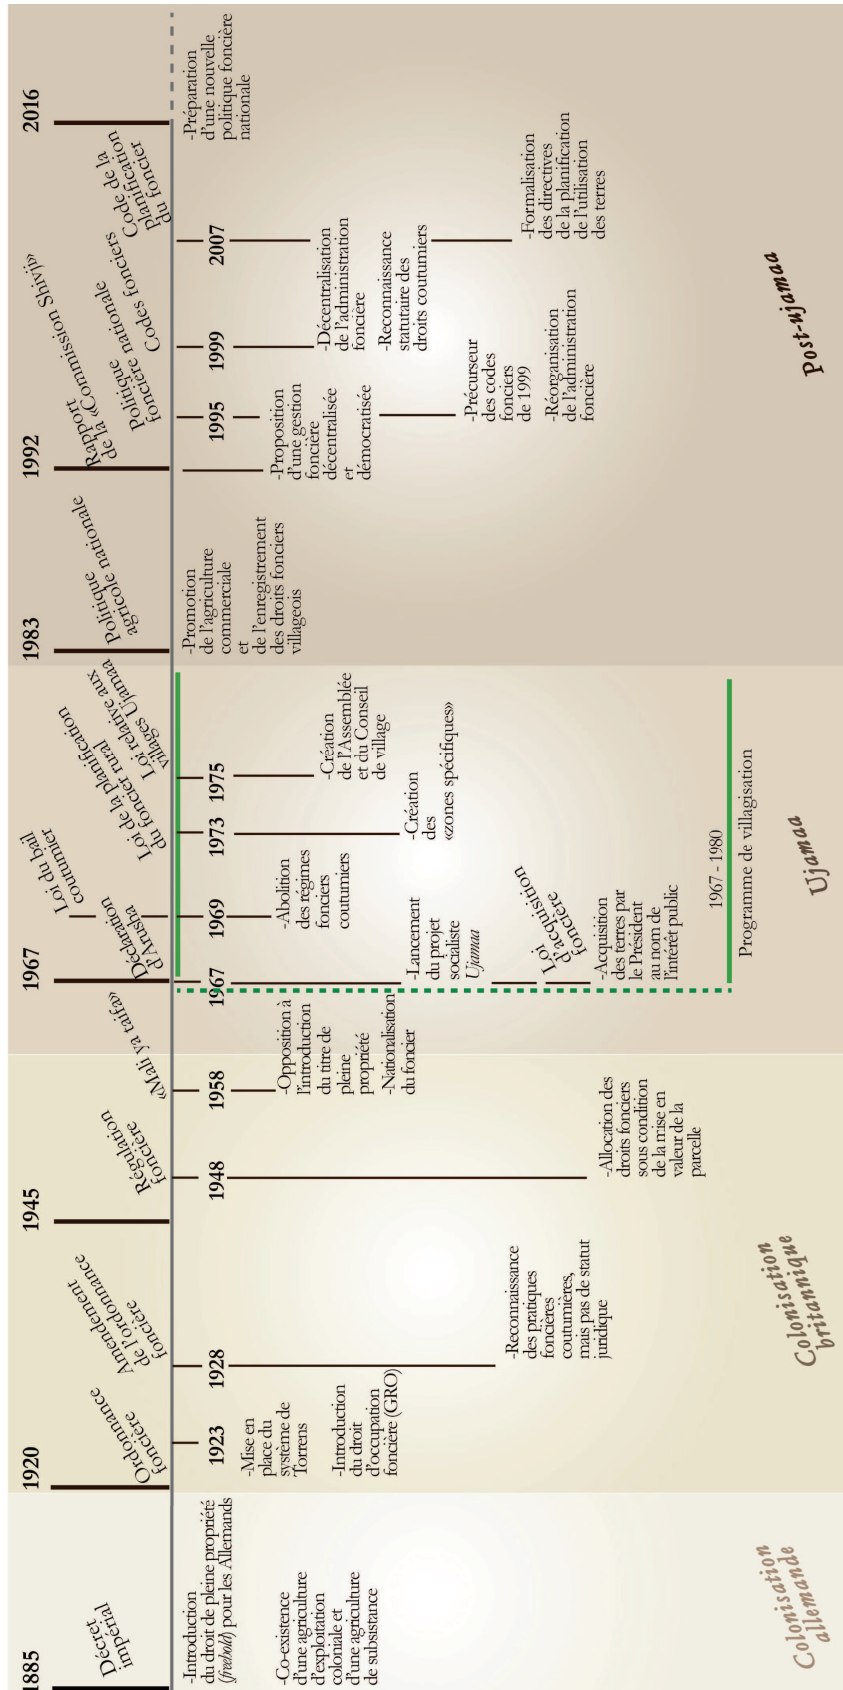 1885
Décret
impérial
-Introduction
du droit de pleine propriété
(freehold) pour les Allemands
-Co-existence
d'une agriculture
d'exploitation
coloniale et
d'une agriculture
de subsistance
Colonisation
allemande
1920
Ordonnance
foncière
1923
-Mise en
place du
système de
Torrens
-Introduction
du droit
d'occupation
foncière (GRO)
Amendement
de l'ordonnance
foncière
1928
-Reconnaissance
des pratiques
foncières
coutumières,
mais pas de statut
juridique
Colonisation
britannique
1945
Régulation
foncière
1948
-Allocation des
droits fonciers
sous condition
de la mise en
valeur de la
parcelle
«Mali ya taifa»
1958
-Opposition à
l'introduction
du titre de
pleine
propriété
-Nationalisation
du foncier
1967
Déclaration
d'Arusha
1967
-Lancement
du projet
socialiste
Ujamaa
Loi
d'acquisition
foncière
-Acquisition
des terres par
le Président
au nom de
l'intérêt public
Loi du bail
coutumier
1969
-Abolition
des régimes
fonciers
coutumiers
Loi de la planification
du foncier rural
1973
-Création
des
«zones spécifiques»
Loi relative aux
villages Ujamaa
1975
-Création
de l'Assemblée
et du Conseil
de village
1967 - 1980
Programme de villagisation
Ujamaa
1983
Politique
agricole nationale
-Promotion
de l'agriculture
commerciale
et
de l'enregistrement
des droits fonciers
villageois
1992
Rapport
de la «Commission Shivji»
-Proposition
d'une gestion
foncière
décentralisée
et
démocratisée
Politique
foncière nationale
1995
-Précurseur
des codes
fonciers
de 1999
-Réorganisation
de l'administration
foncière
Codes fonciers
1999
-Décentralisation
de l'administration
foncière
-Reconnaissance
statutaire des
droits coutumiers
Code de la
planification
du foncier
2007
-Formalisation
des directives
de la planification
de l'utilisation
des terres
2016
-Préparation
d'une nouvelle
politique foncière
nationale
Post-ujamaa